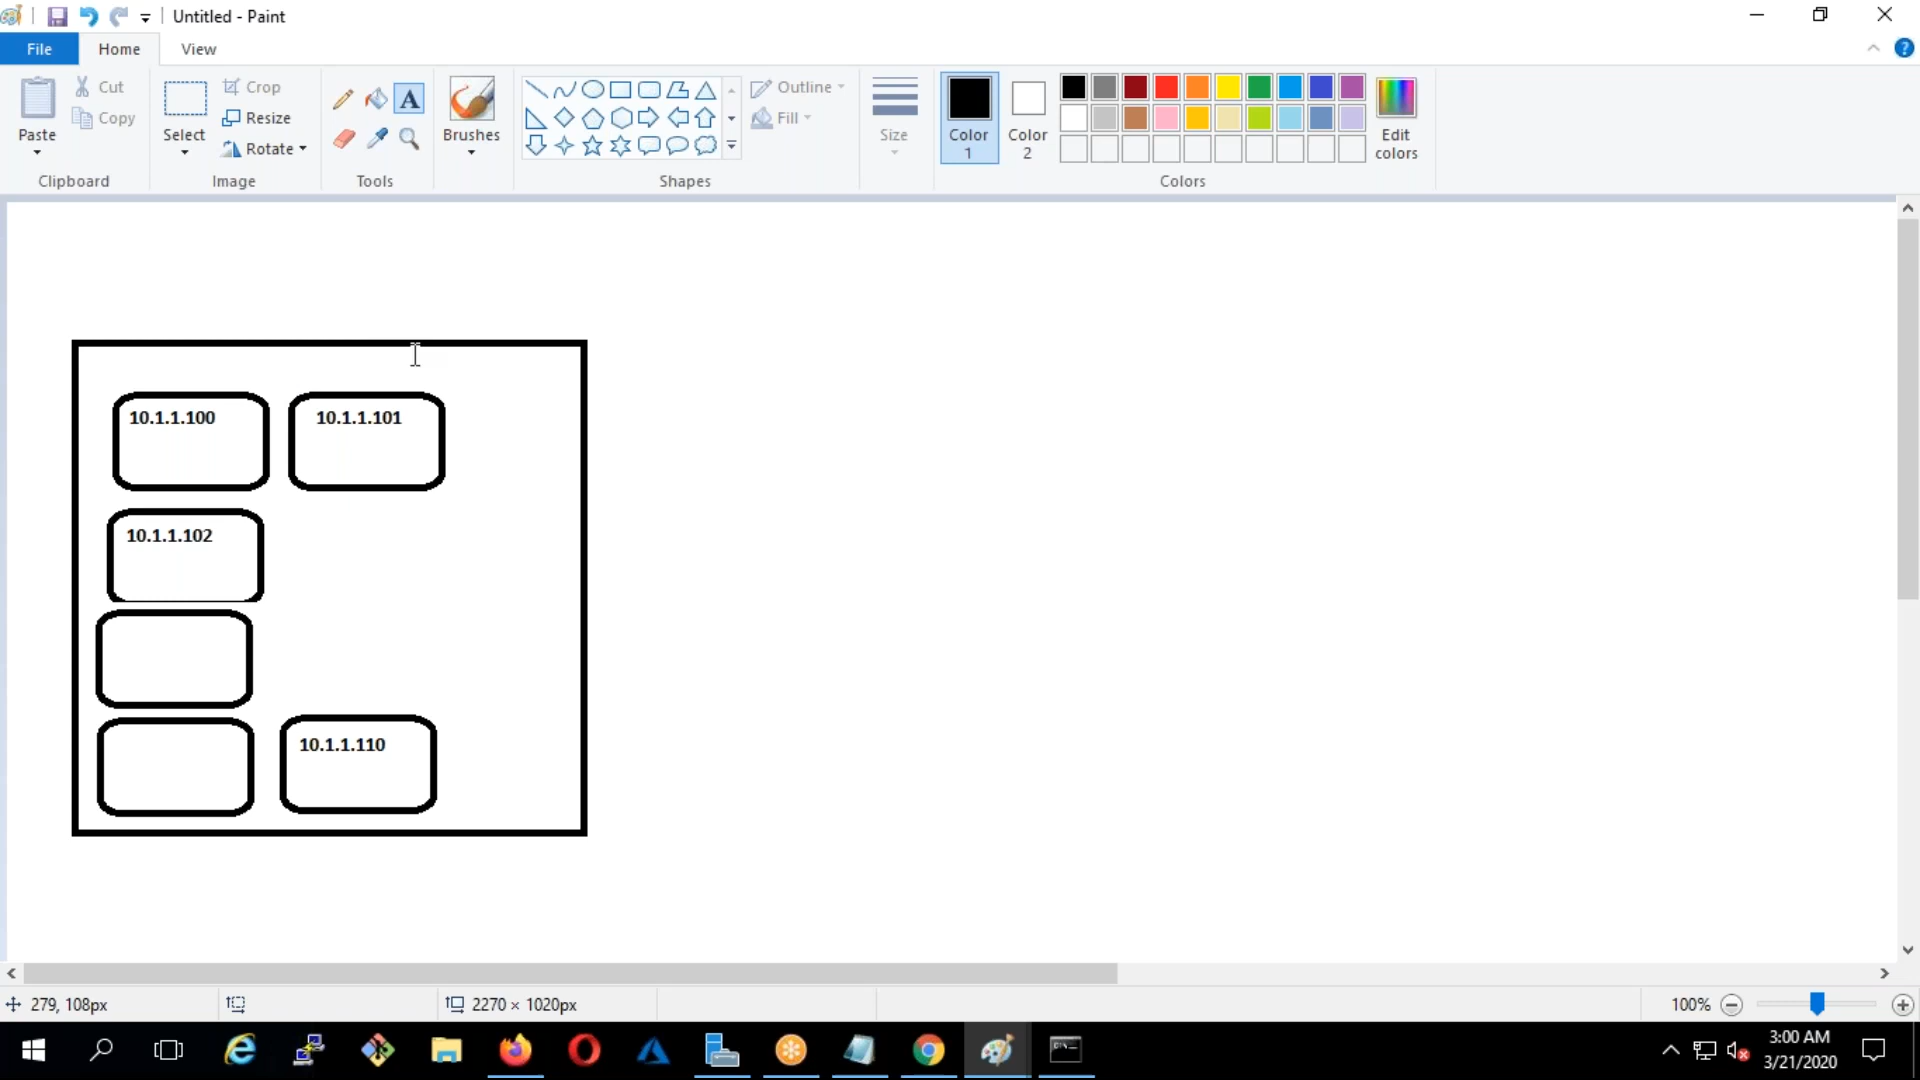 Untitled - Paint
File Home View
Paste
Cut
Copy
Clipboard
Select
Crop
Resize
Rotate
Image
A
Tools
Brushes
Shapes
Outline
Fill
Size
Color 1
Color 2
Edit colors
Colors
?
10.1.1.100 10.1.1.101
10.1.1.102
10.1.1.110
279, 108px
2270 × 1020px
100%
3:00 AM
3/21/2020